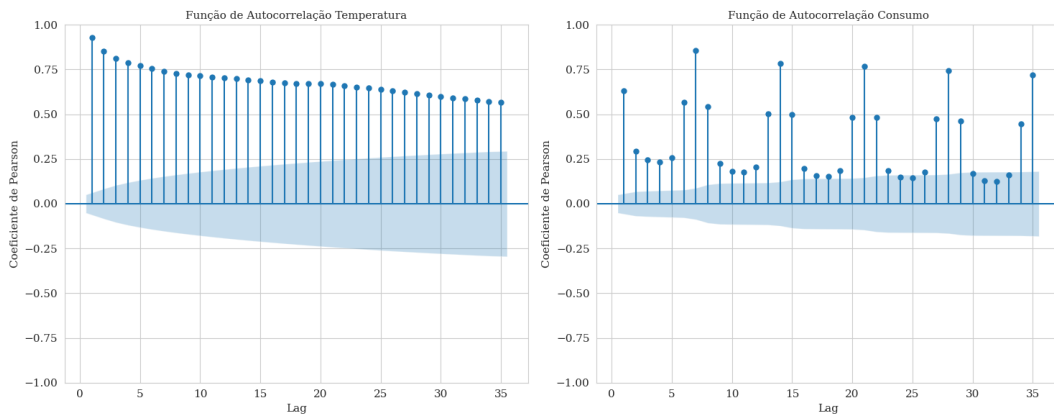 Função de Autocorrelação Temperatura
Coeficiente de Pearson
1.00
0.75
0.50
0.25
0.00
−0.25
−0.50
−0.75
−1.00
0 5 10 15 20 25 30 35
Lag
Função de Autocorrelação Consumo
Coeficiente de Pearson
1.00
0.75
0.50
0.25
0.00
−0.25
−0.50
−0.75
−1.00
0 5 10 15 20 25 30 35
Lag